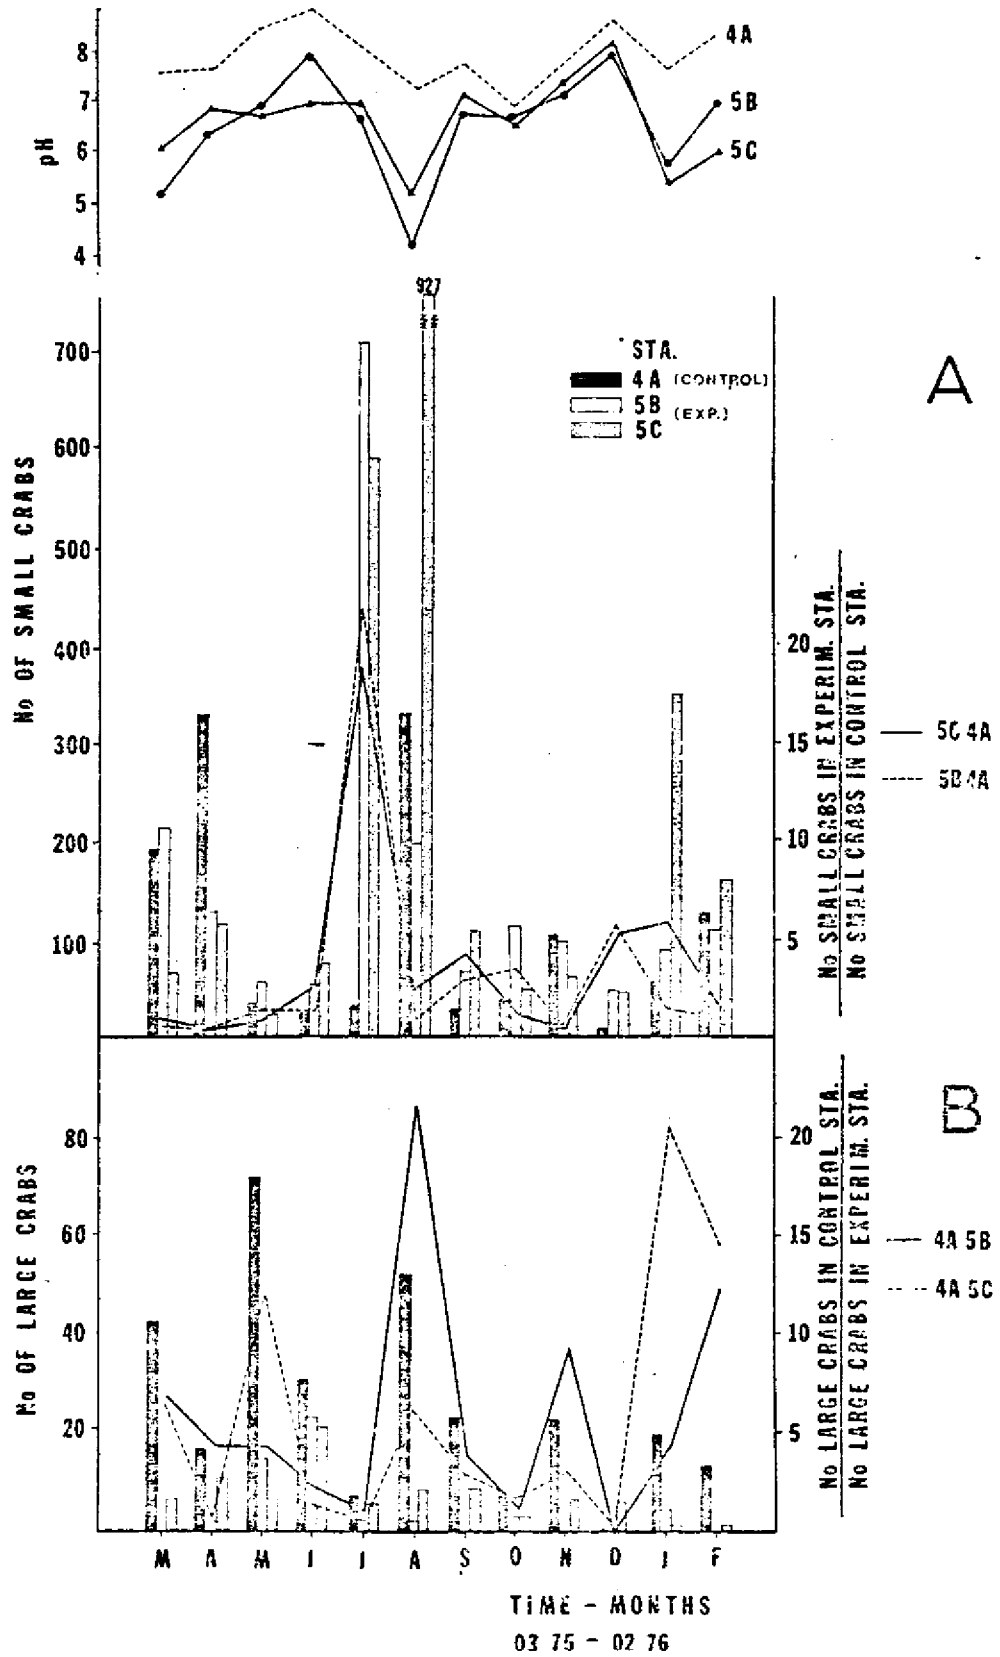 8
7
6
5
4
pH
4A
5B
5C
927
700
600
500
400
300
200
100
No OF SMALL CRABS
STA.
4A (CONTROL)
5B (EXP.)
5C
A
20
15
10
5
No SMALL CRABS IN EXPERIM. STA.
No SMALL CRABS IN CONTROL STA.
5C 4A
5B 4A
80
60
40
20
No OF LARGE CRABS
B
20
15
10
5
No LARGE CRABS IN CONTROL STA.
No LARGE CRABS IN EXPERIM. STA.
4A 5B
4A 5C
M A M J J A S O N D J F
TIME - MONTHS
03 75 - 02 76